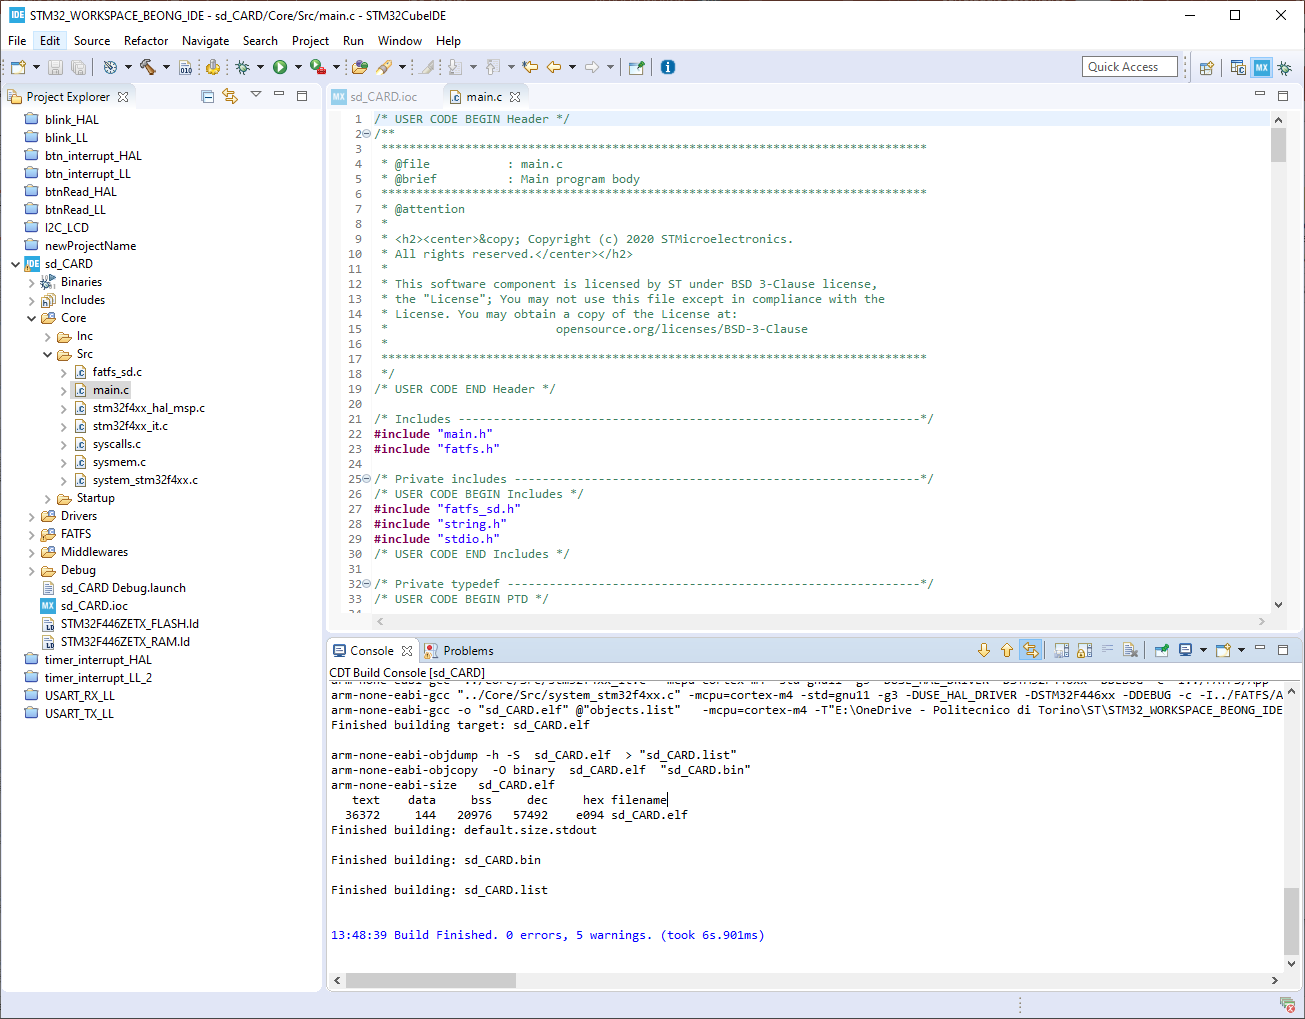 STM32_WORKSPACE_BEONG_IDE - sd_CARD/Core/Src/main.c - STM32CubeIDE
File Edit Source Refactor Navigate Search Project Run Window Help
Quick Access
Project Explorer
blink_HAL
blink_LL
btn_interrupt_HAL
btn_interrupt_LL
btnRead_HAL
btnRead_LL
I2C_LCD
newProjectName
sd_CARD
Binaries
Includes
Core
Inc
Src
fatfs_sd.c
main.c
stm32f4xx_hal_msp.c
stm32f4xx_it.c
syscalls.c
sysmem.c
system_stm32f4xx.c
Startup
Drivers
FATFS
Middlewares
Debug
sd_CARD Debug.launch
sd_CARD.ioc
STM32F446ZETX_FLASH.ld
STM32F446ZETX_RAM.ld
timer_interrupt_HAL
timer_interrupt_LL_2
USART_RX_LL
USART_TX_LL
sd_CARD.ioc main.c
1 /* USER CODE BEGIN Header */
2 /**
3 ******************************************************************************
4 * @file : main.c
5 * @brief : Main program body
6 ******************************************************************************
7 * @attention
8 *
9 * <h2><center>&copy; Copyright (c) 2020 STMicroelectronics.
10 * All rights reserved.</center></h2>
11 *
12 * This software component is licensed by ST under BSD 3-Clause license,
13 * the "License"; You may not use this file except in compliance with the
14 * License. You may obtain a copy of the License at:
15 * opensource.org/licenses/BSD-3-Clause
16 *
17 ******************************************************************************
18 */
19 /* USER CODE END Header */
20
21 /* Includes ------------------------------------------------------------------*/
22 #include "main.h"
23 #include "fatfs.h"
24
25 /* Private includes ----------------------------------------------------------*/
26 /* USER CODE BEGIN Includes */
27 #include "fatfs_sd.h"
28 #include "string.h"
29 #include "stdio.h"
30 /* USER CODE END Includes */
31
32 /* Private typedef -----------------------------------------------------------*/
33 /* USER CODE BEGIN PTD */
Console Problems
CDT Build Console [sd_CARD]
arm-none-eabi-gcc "../Core/Src/system_stm32f4xx.c" -mcpu=cortex-m4 -std=gnu11 -g3 -DUSE_HAL_DRIVER -DSTM32F446xx -DDEBUG -c -I../FATFS/A
arm-none-eabi-gcc -o "sd_CARD.elf" @"objects.list" -mcpu=cortex-m4 -T"E:\OneDrive - Politecnico di Torino\ST\STM32_WORKSPACE_BEONG_IDE
Finished building target: sd_CARD.elf
arm-none-eabi-objdump -h -S sd_CARD.elf > "sd_CARD.list"
arm-none-eabi-objcopy -O binary sd_CARD.elf "sd_CARD.bin"
arm-none-eabi-size sd_CARD.elf
text data bss dec hex filename
36372 144 20976 57492 e094 sd_CARD.elf
Finished building: default.size.stdout
Finished building: sd_CARD.bin
Finished building: sd_CARD.list
13:48:39 Build Finished. 0 errors, 5 warnings. (took 6s.901ms)